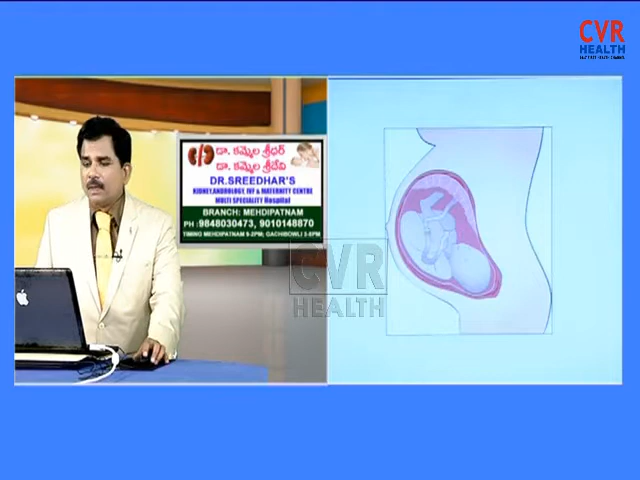 CVR
HEALTH
డా. కమ్మెల శ్రీధర్
డా. కమ్మెల శ్రీదేవి
DR.SREEDHAR'S
KIDNEY,ANDROLOGY, IVF & MATERNITY CENTRE
MULTI SPECIALITY Hospital
BRANCH: MEHDIPATNAM
PH :9848030473, 9010148870
TIMING MEHDIPATNAM 9-2PM; GACHIBOWLI 3-8PM
CVR
HEALTH